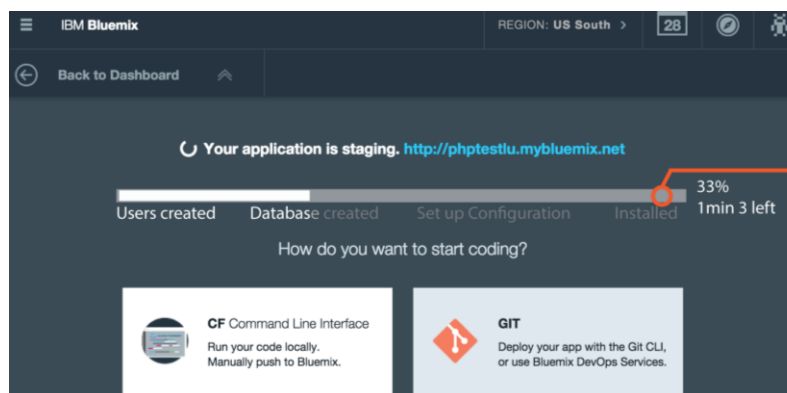 IBM Bluemix
REGION: US South >
28
Back to Dashboard
Your application is staging. http://phptestlu.mybluemix.net
33%
1min 3 left
Users created
Database created
Set up Configuration
Installed
How do you want to start coding?
CF Command Line Interface
Run your code locally.
Manually push to Bluemix.
GIT
Deploy your app with the Git CLI,
or use Bluemix DevOps Services.